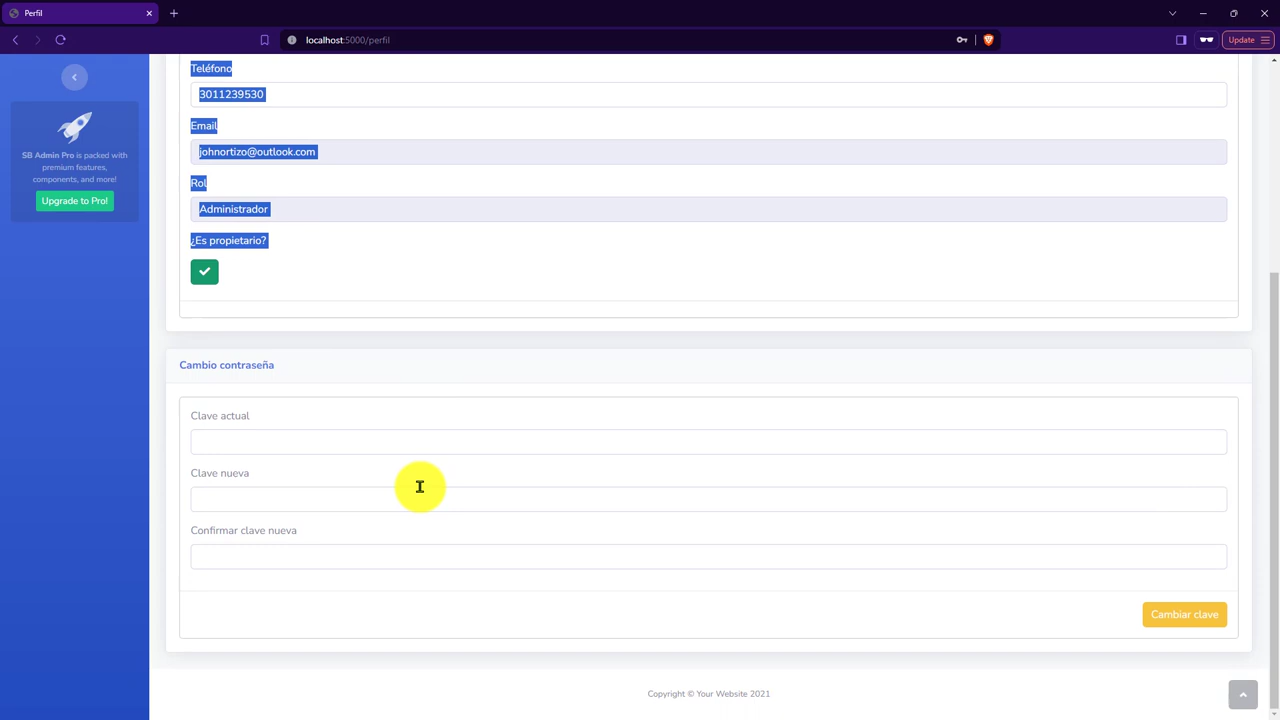 Perfil
localhost:5000/perfil
Update
SB Admin Pro is packed with
premium features,
components, and more!
Upgrade to Pro!
Teléfono
3011239530
Email
johnortizo@outlook.com
Rol
Administrador
¿Es propietario?
Cambio contraseña
Clave actual
Clave nueva
Confirmar clave nueva
Cambiar clave
Copyright © Your Website 2021